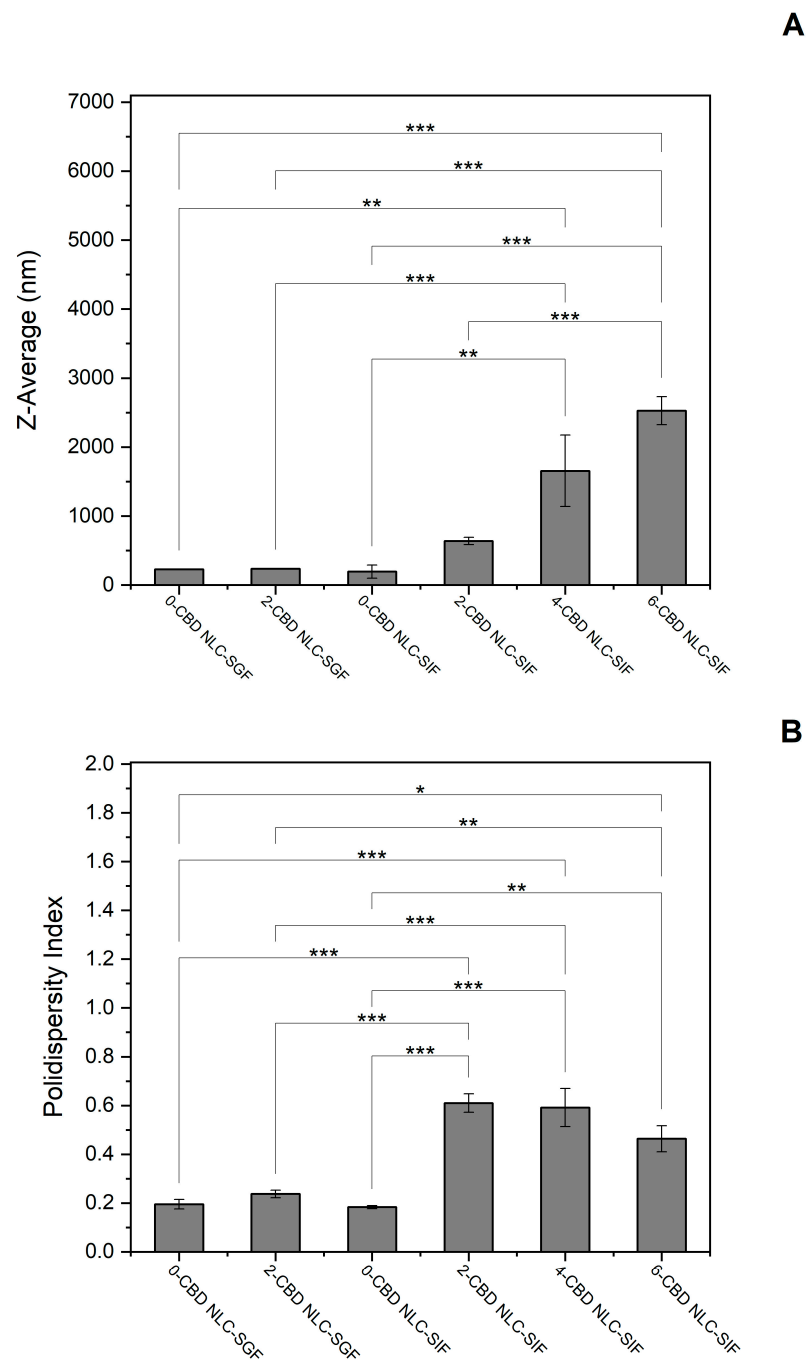 A
7000
***
6000
***
**
5000
***
***
4000
***
**
3000
2000
1000
0
Z-Average (nm)
0-CBD NLC-SGF
2-CBD NLC-SGF
0-CBD NLC-SIF
2-CBD NLC-SIF
4-CBD NLC-SIF
6-CBD NLC-SIF
B
2.0
*
1.8
**
1.6
***
**
1.4
***
1.2
***
***
1.0
***
***
0.8
0.6
0.4
0.2
0.0
Polidispersity Index
0-CBD NLC-SGF
2-CBD NLC-SGF
0-CBD NLC-SIF
2-CBD NLC-SIF
4-CBD NLC-SIF
6-CBD NLC-SIF